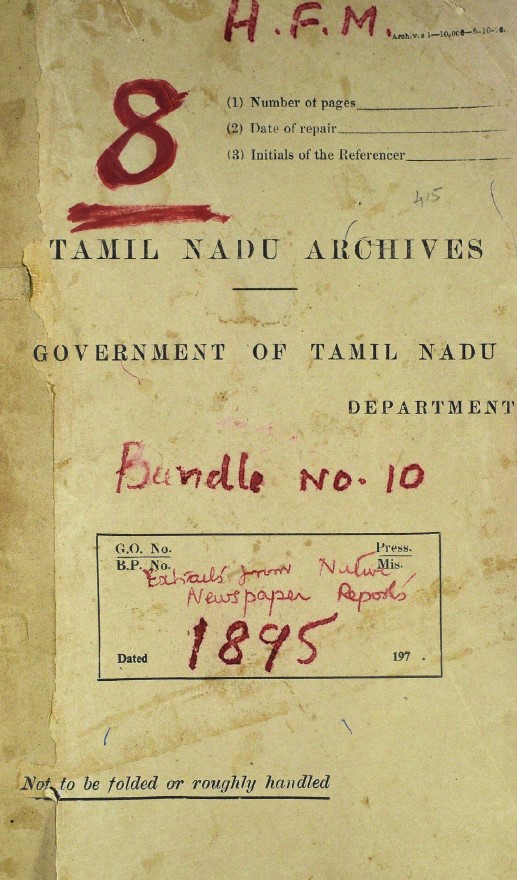 H.F.M.
Archives 1—10,000—5-10-76.
8
(1) Number of pages
(2) Date of repair
(3) Initials of the Referencer
415
TAMIL NADU ARCHIVES
GOVERNMENT OF TAMIL NADU
DEPARTMENT
Bundle No. 10
G.O. No. Press.
B.P. No. Mis.
Extracts from Native
Newspaper Reports
1895
Dated 197 .
Not to be folded or roughly handled